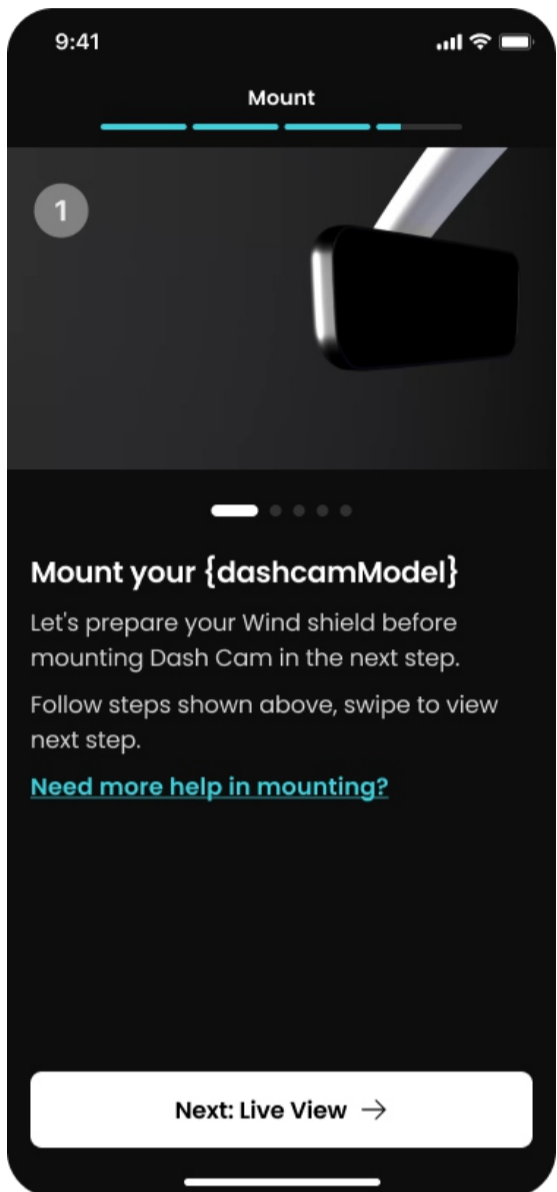 9:41
Mount
1
Mount your {dashcamModel}
Let's prepare your Wind shield before
mounting Dash Cam in the next step.
Follow steps shown above, swipe to view
next step.
Need more help in mounting?
Next: Live View →